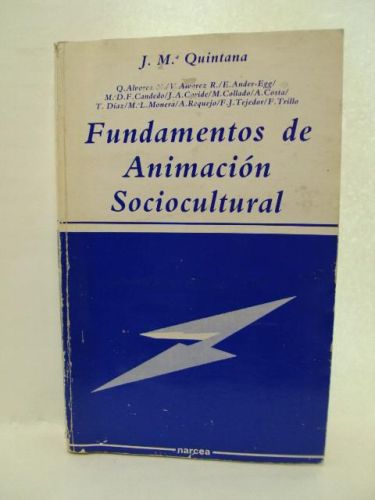 J. M.ª Quintana
Q. Alvarez / V. Alvarez R. / E. Ander-Egg /
M.ª D. F. Candedo / J. A. Caride / M. Collado / A. Costa /
T. Díaz / M.ª L. Monera / A. Requejo / F. J. Tejedor / F. Trillo
Fundamentos de
Animación
Sociocultural
narcea